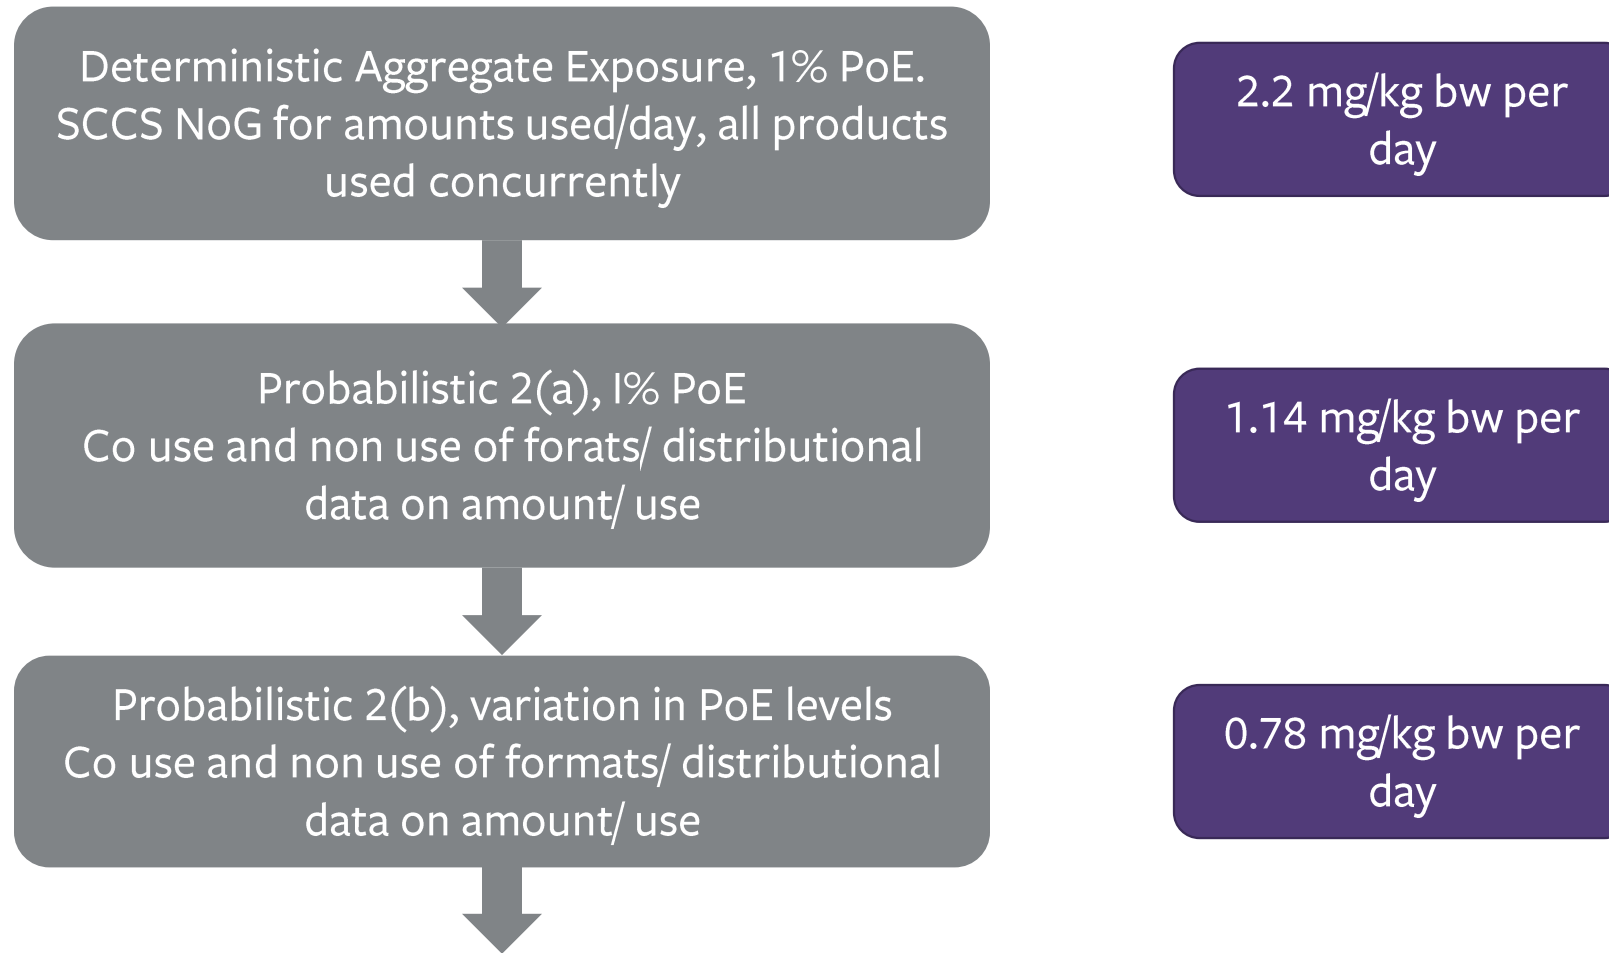 Deterministic Aggregate Exposure, 1% PoE.
SCCS NoG for amounts used/day, all products
used concurrently
2.2 mg/kg bw per
day
Probabilistic 2(a), I% PoE
Co use and non use of forats/ distributional
data on amount/ use
1.14 mg/kg bw per
day
Probabilistic 2(b), variation in PoE levels
Co use and non use of formats/ distributional
data on amount/ use
0.78 mg/kg bw per
day